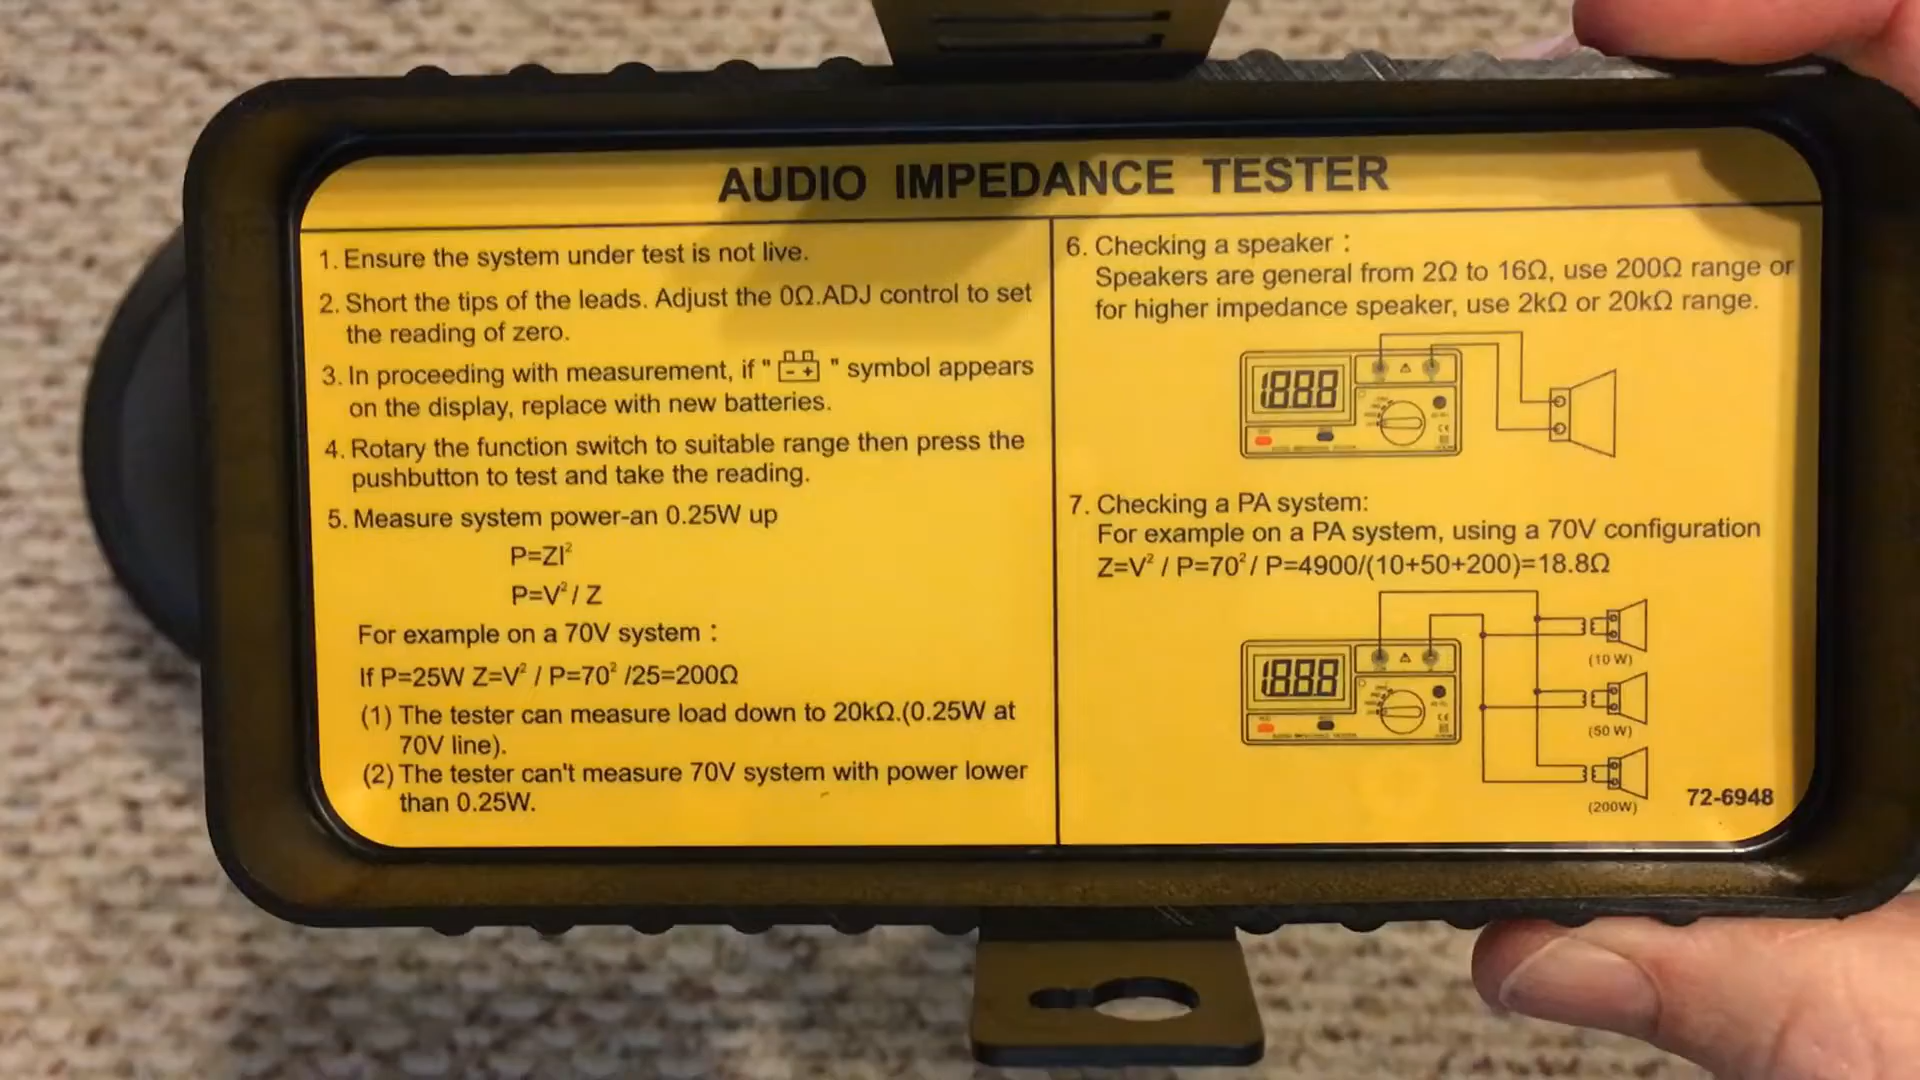 AUDIO IMPEDANCE TESTER
1. Ensure the system under test is not live.
2. Short the tips of the leads. Adjust the 0Ω.ADJ control to set
the reading of zero.
3. In proceeding with measurement, if " - + " symbol appears
on the display, replace with new batteries.
4. Rotary the function switch to suitable range then press the
pushbutton to test and take the reading.
5. Measure system power-an 0.25W up
P=ZI²
P=V² / Z
For example on a 70V system :
If P=25W Z=V² / P=70² /25=200Ω
(1) The tester can measure load down to 20kΩ.(0.25W at
70V line).
(2) The tester can't measure 70V system with power lower
than 0.25W.
6. Checking a speaker :
Speakers are general from 2Ω to 16Ω, use 200Ω range or
for higher impedance speaker, use 2kΩ or 20kΩ range.
1888
7. Checking a PA system:
For example on a PA system, using a 70V configuration
Z=V² / P=70² / P=4900/(10+50+200)=18.8Ω
1888
(10 W)
(50 W)
(200W)
72-6948